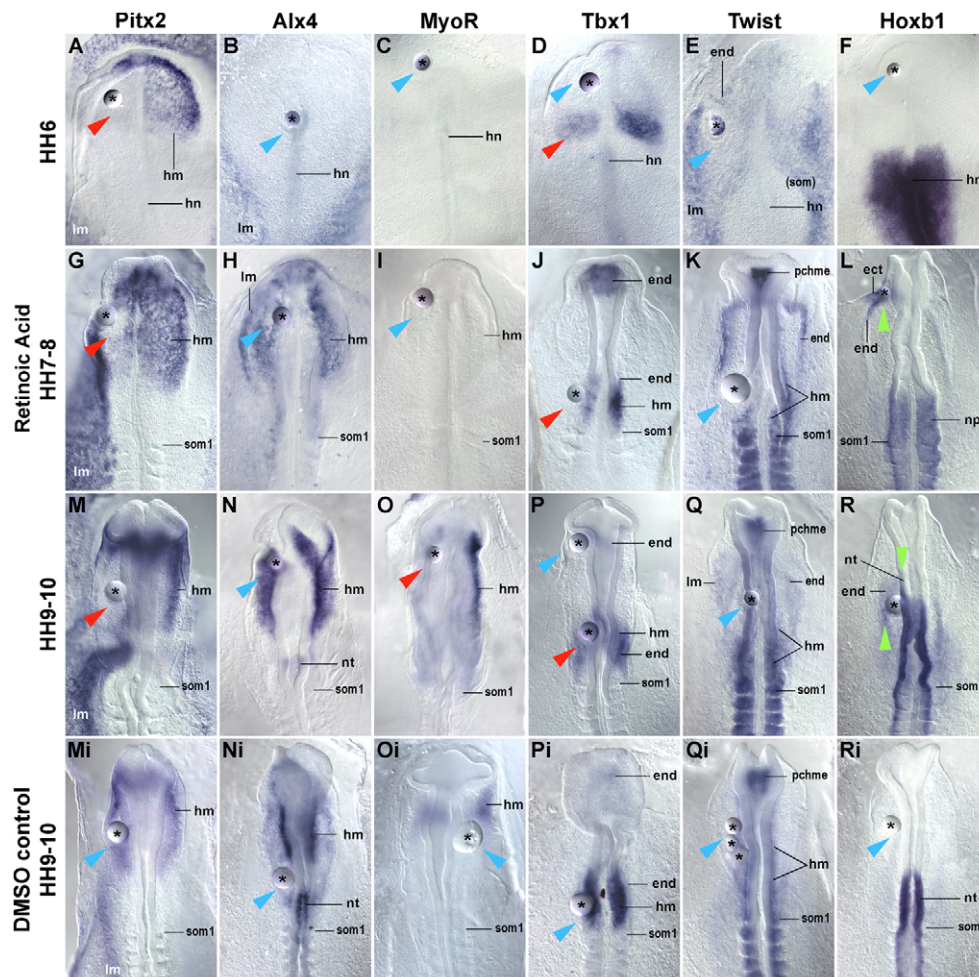 Pitx2 Alx4 MyoR Tbx1 Twist Hoxb1
HH6
A * hm hn lm
B * hn
C * hn
D * hn
E end * (som) lm hn
F * hn
Retinoic Acid
HH7-8
G * hm som1 lm
H lm * hm som1
I * hm som1
J end end * hm som1
K pchme end * hm som1
L ect * end np som1
HH9-10
M * hm som1 lm
N * hm nt som1
O * hm som1
P * end * hm end som1
Q pchme lm end * hm som1
R nt end * som
DMSO control
HH9-10
Mi * hm som1 lm
Ni hm * nt som1
Oi hm * som1
Pi end end * hm som1
Qi pchme * * * hm som1
Ri * nt som